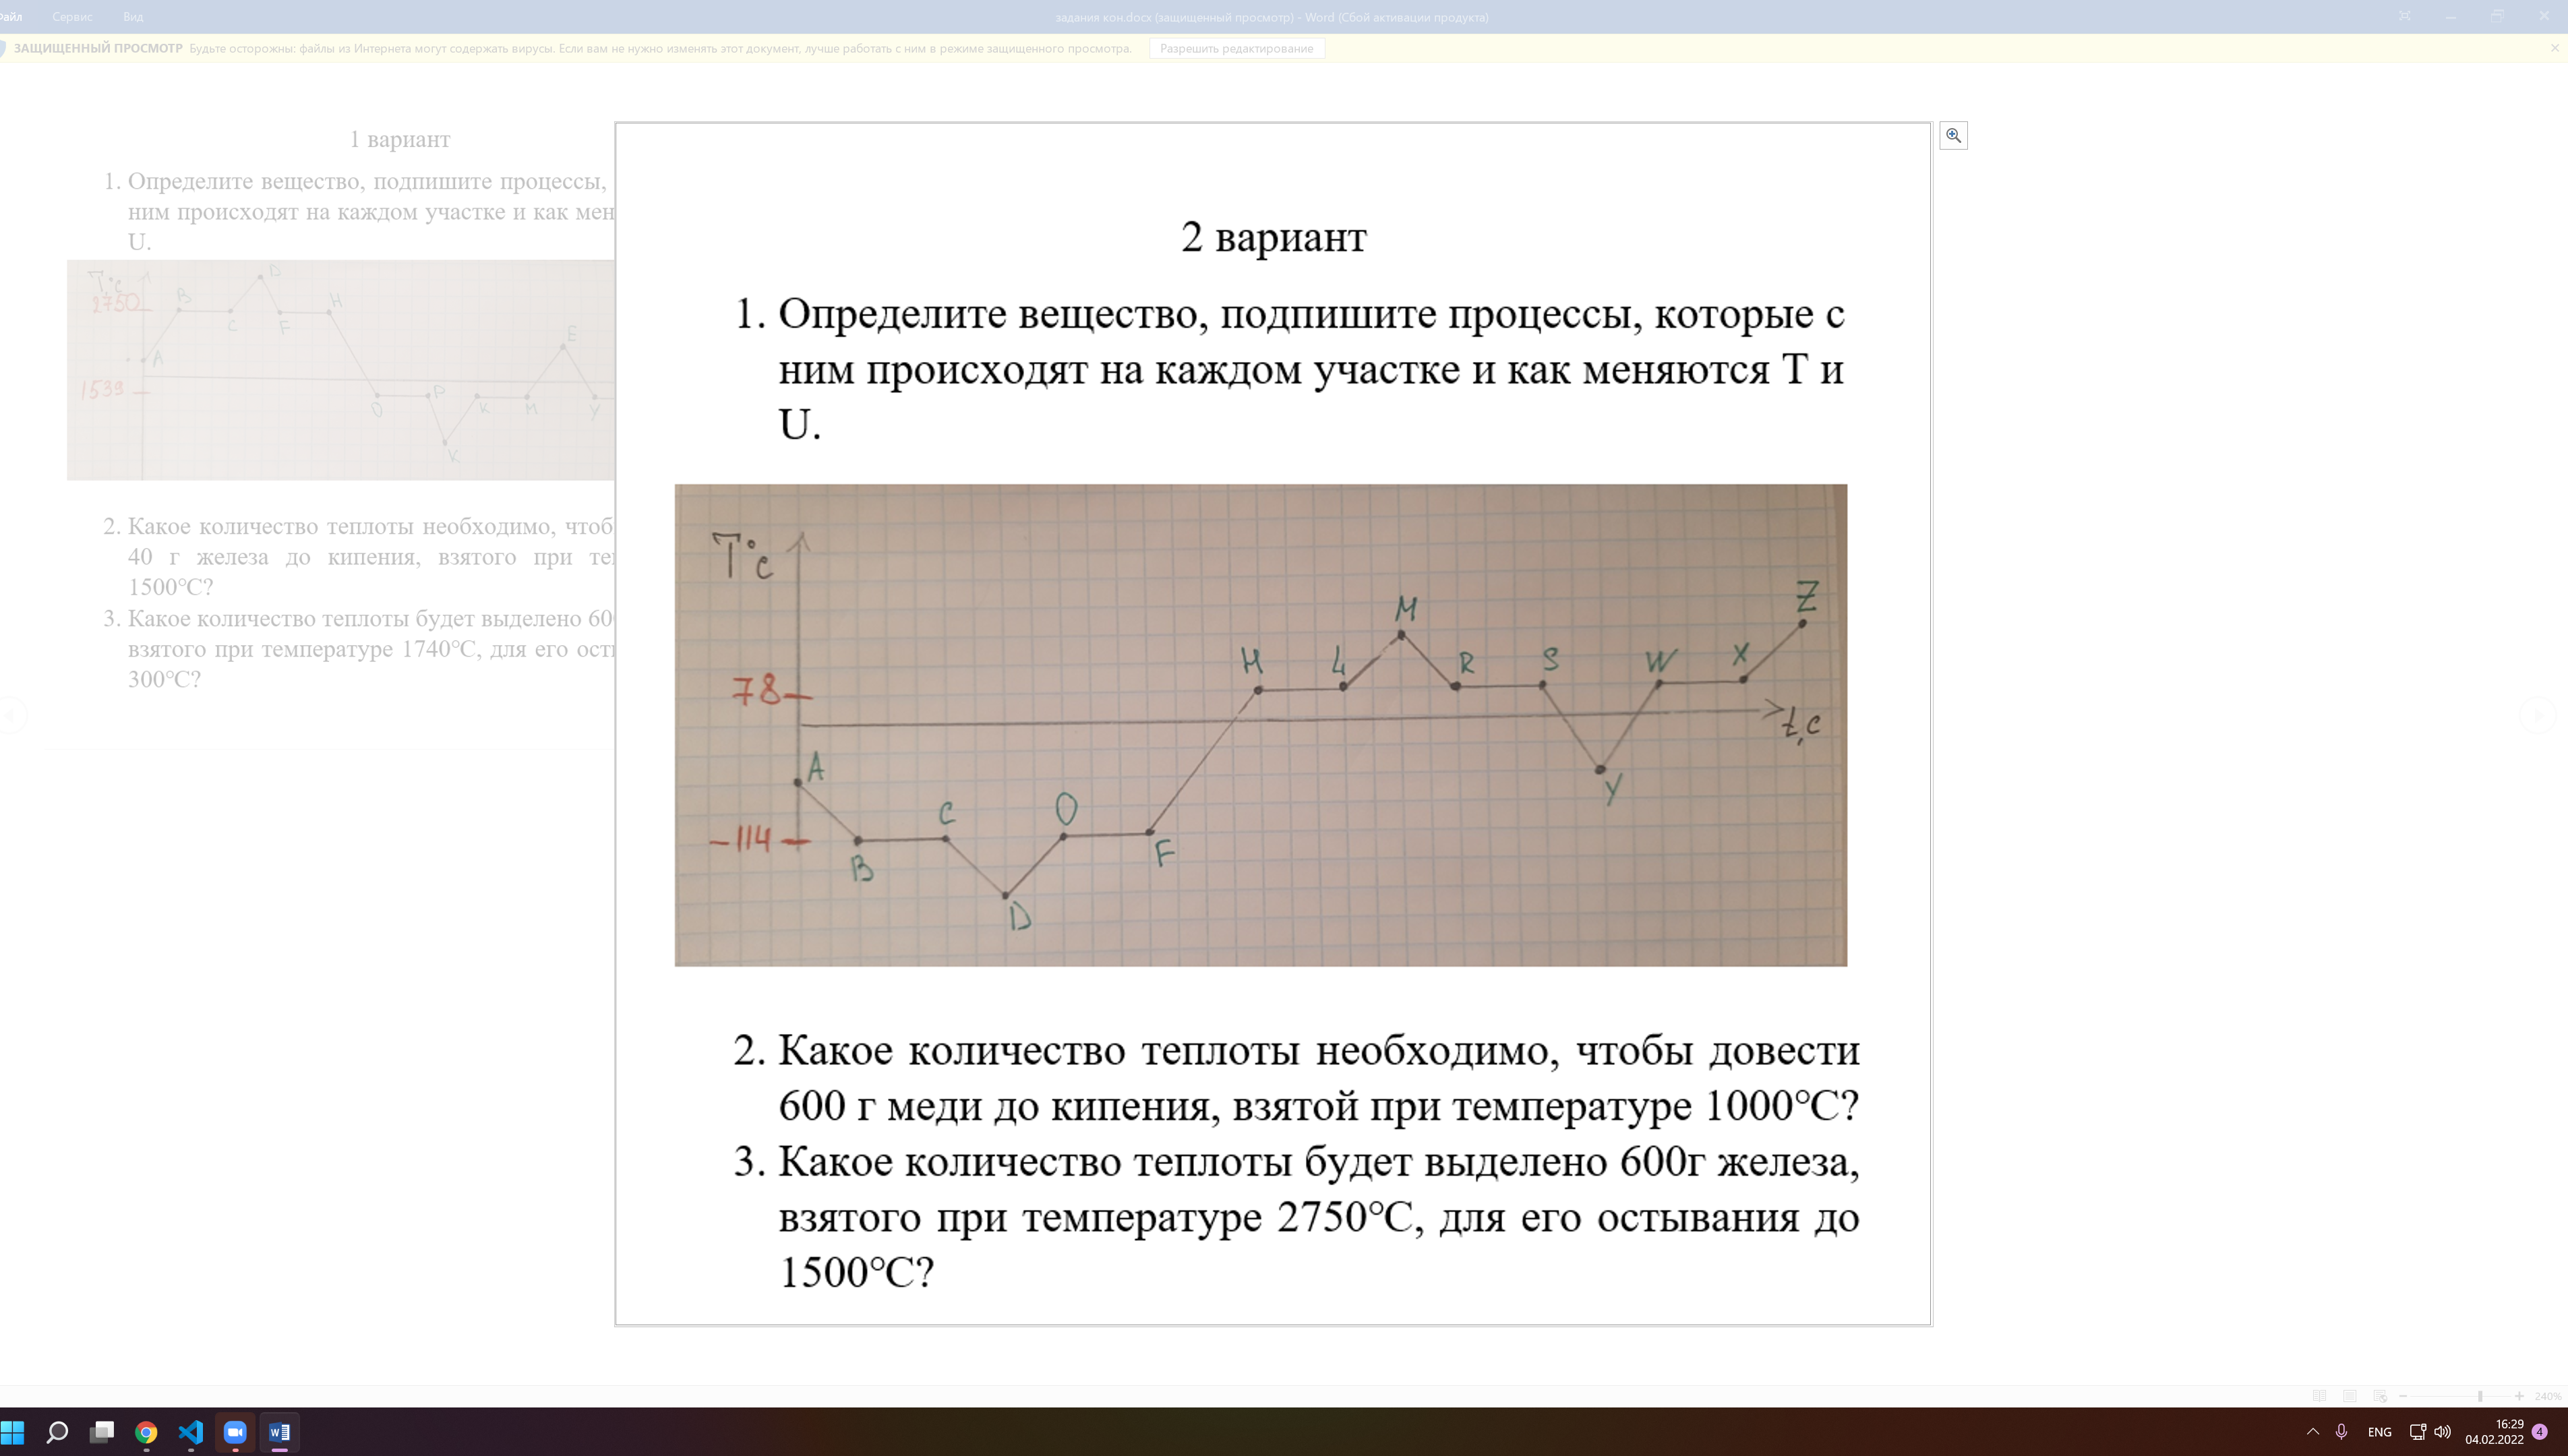 Файл Сервис Вид
задания кон.docx (защищенный просмотр) - Word (Сбой активации продукта)
ЗАЩИЩЕННЫЙ ПРОСМОТР Будьте осторожны: файлы из Интернета могут содержать вирусы. Если вам не нужно изменять этот документ, лучше работать с ним в режиме защищенного просмотра. Разрешить редактирование
1 вариант
1. Определите вещество, подпишите процессы,
ним происходят на каждом участке и как мен
U.
T°c
2750
1539
A
B
C
D
F
H
O
P
K
K
M
E
Y
2. Какое количество теплоты необходимо, чтоб
40 г железа до кипения, взятого при те
1500°C?
3. Какое количество теплоты будет выделено 60
взятого при температуре 1740°C, для его ост
300°C?
2 вариант
1. Определите вещество, подпишите процессы, которые с
ним происходят на каждом участке и как меняются T и
U.
T°c
78
-114
A
B
C
D
O
F
H
L
M
R
S
Y
W
X
Z
t,c
2. Какое количество теплоты необходимо, чтобы довести
600 г меди до кипения, взятой при температуре 1000°C?
3. Какое количество теплоты будет выделено 600г железа,
взятого при температуре 2750°C, для его остывания до
1500°C?
240%
W
ENG
16:29
04.02.2022
4